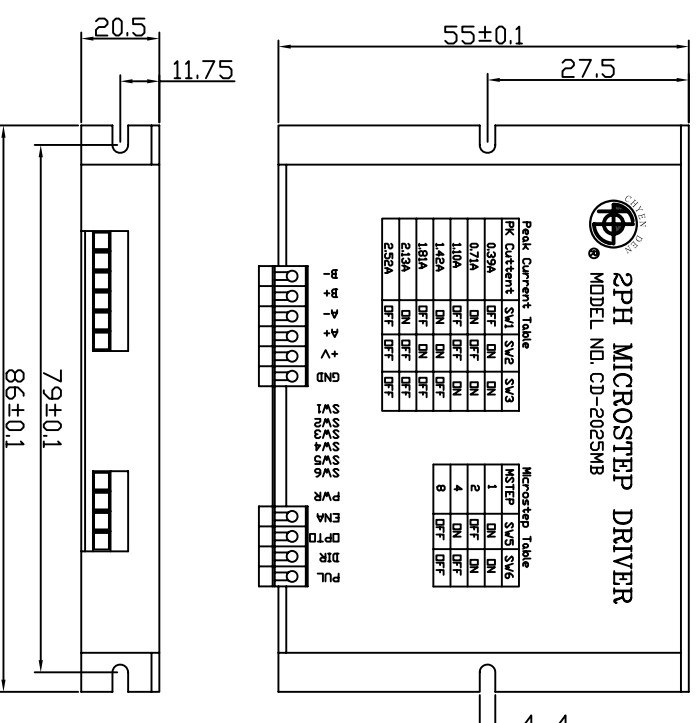 20.5
11.75
55±0.1
27.5
79±0.1
86±0.1
CHYEN DEN
®
2PH MICROSTEP DRIVER
MODEL NO. CD-2025MB
Peak Current Table
PK Cuttent SW1 SW2 SW3
0.39A OFF ON ON
0.71A ON OFF ON
1.10A OFF OFF ON
1.42A ON ON OFF
1.81A OFF ON OFF
2.13A ON OFF OFF
2.52A OFF OFF OFF
Microstep Table
MSTEP SW5 SW6
1 ON ON
2 OFF ON
4 ON OFF
8 OFF OFF
B-
B+
A-
A+
+V
GND
SW1
SW2
SW3
SW4
SW5
SW6
PWR
ENA
OPTO
DIR
PUL